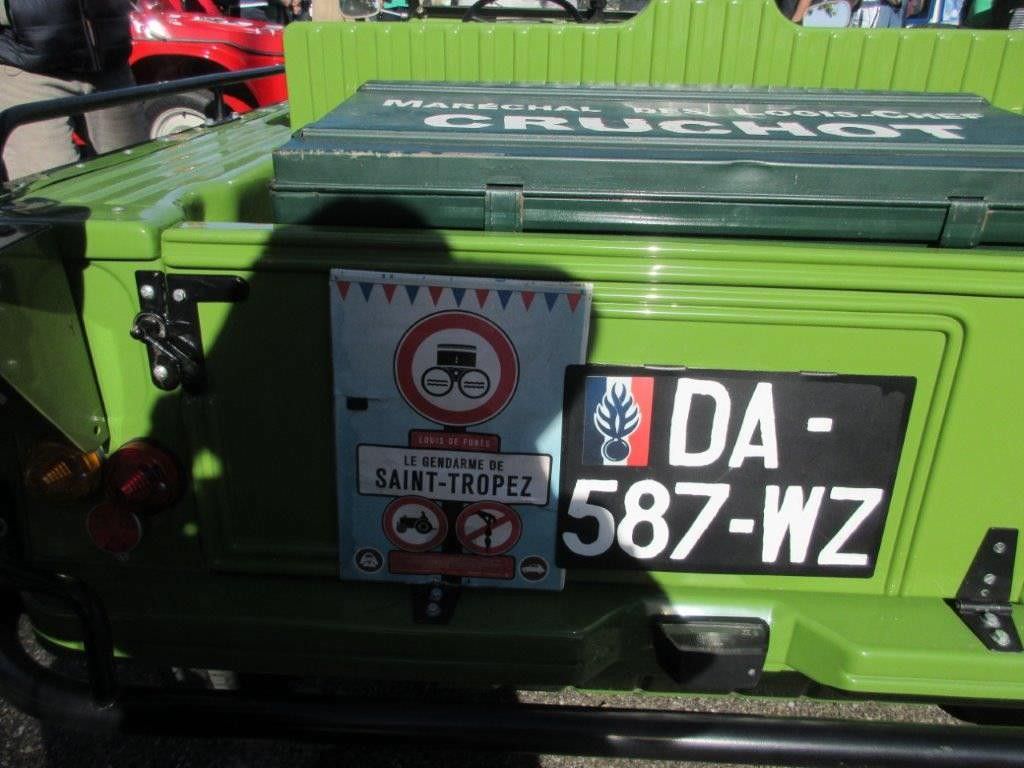 MARÉCHAL DES LOGIS-CHEF
CRUCHOT
LOUIS DE FUNÈS
LE GENDARME DE
SAINT-TROPEZ
DA-
587-WZ